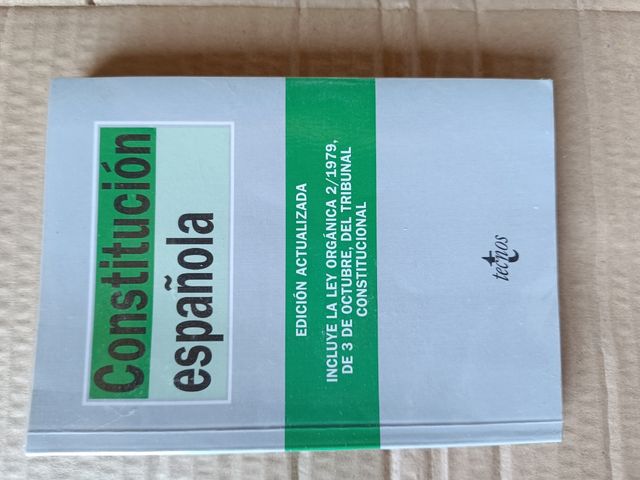 Constitución
española
EDICIÓN ACTUALIZADA
INCLUYE LA LEY ORGÁNICA 2/1979,
DE 3 DE OCTUBRE, DEL TRIBUNAL
CONSTITUCIONAL
tecnos